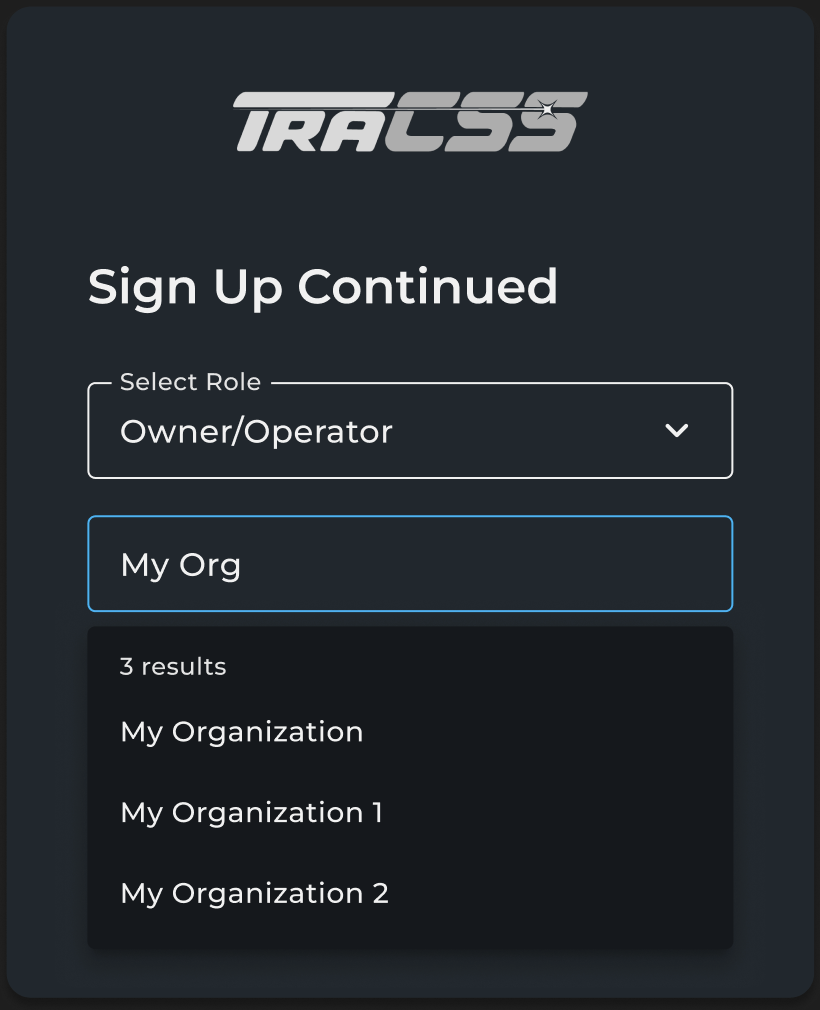 TRACSS
Sign Up Continued
Select Role
Owner/Operator
My Org
3 results
My Organization
My Organization 1
My Organization 2